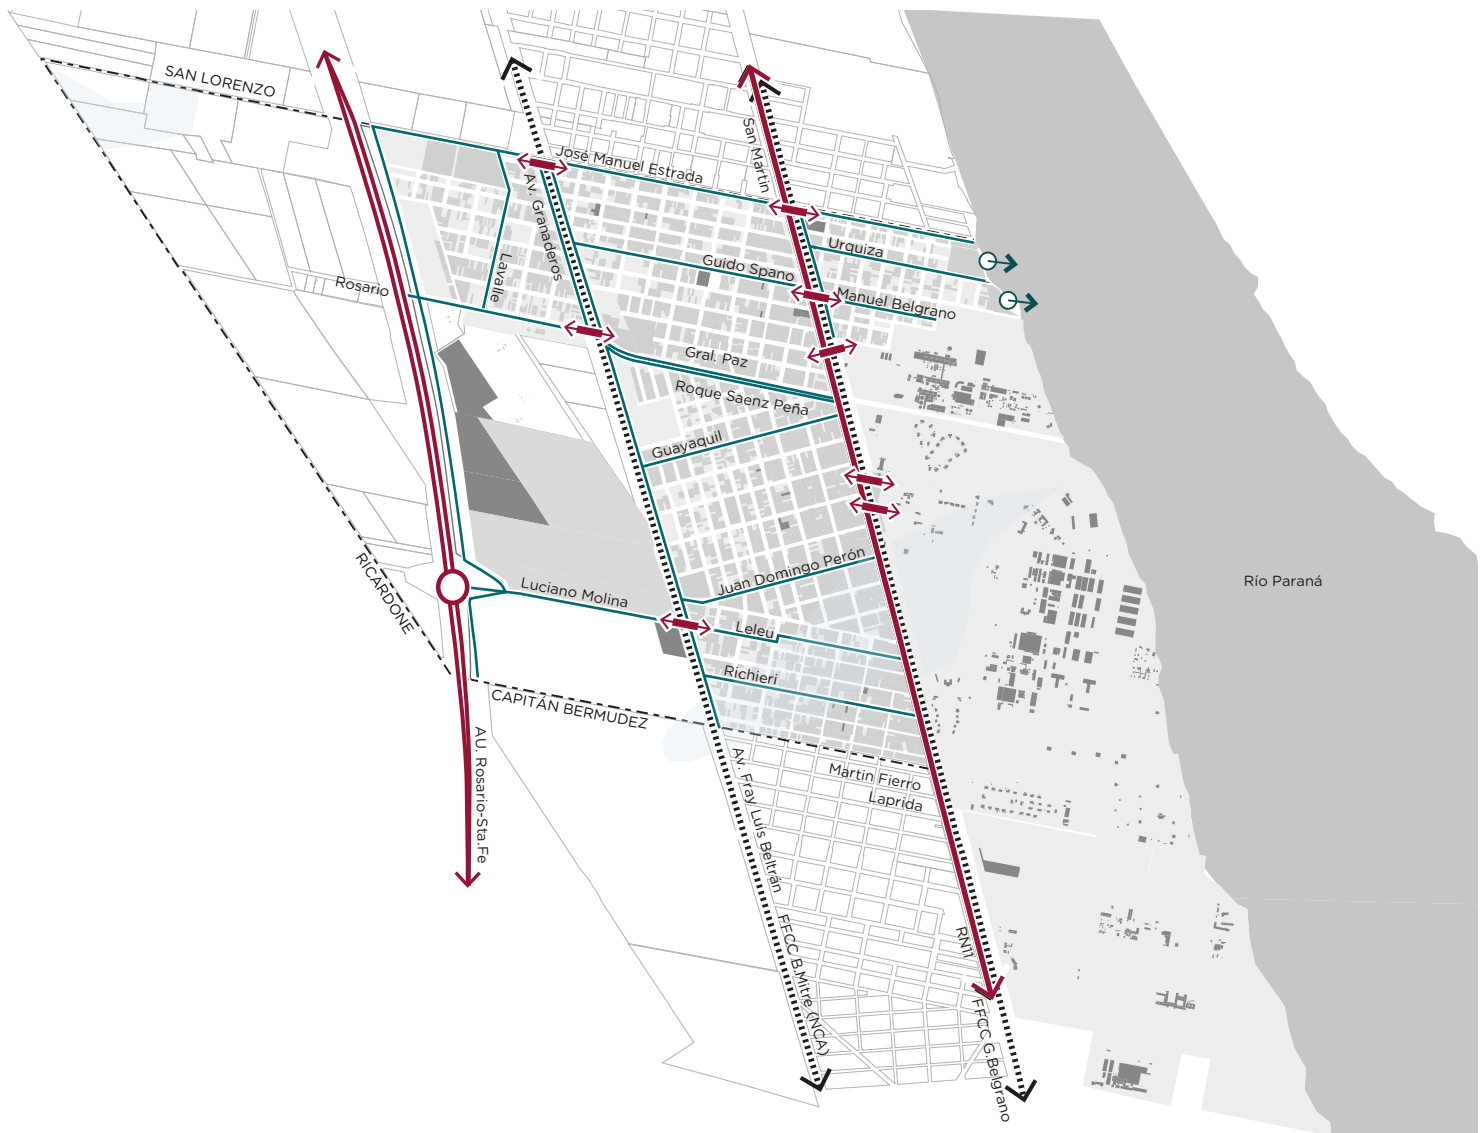 SAN LORENZO
José Manuel Estrada
San Martín
Av. Granaderos
Urquiza
Guido Spano
Lavalle
Rosario
Manuel Belgrano
Gral. Paz
Roque Saenz Peña
Guayaquil
RICARDONE
Juan Domingo Perón
Luciano Molina
Río Paraná
Leleu
Richieri
CAPITÁN BERMUDEZ
AU. Rosario-Sta.Fe
Av. Fray Luis Beltrán
Martin Fierro
Laprida
RN11
FFCC B.Mitre (NCA)
FFCC G.Belgrano